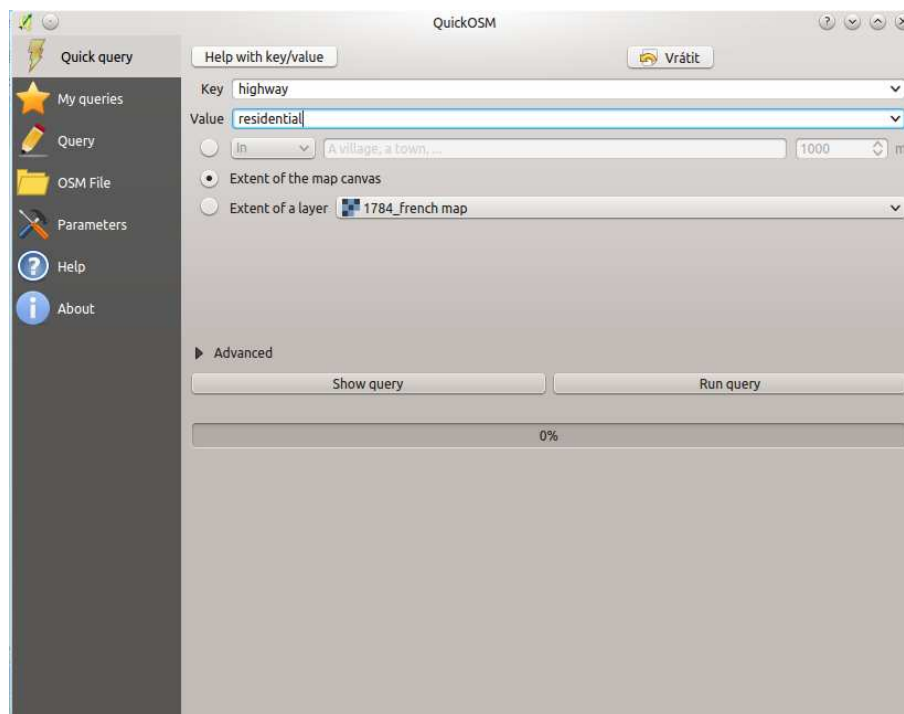 QuickOSM
Quick query
My queries
Query
OSM File
Parameters
Help
About
Help with key/value
Vrátit
Key highway
Value residential
In A village, a town, ... 1000 m
Extent of the map canvas
Extent of a layer 1784_french map
Advanced
Show query Run query
0%